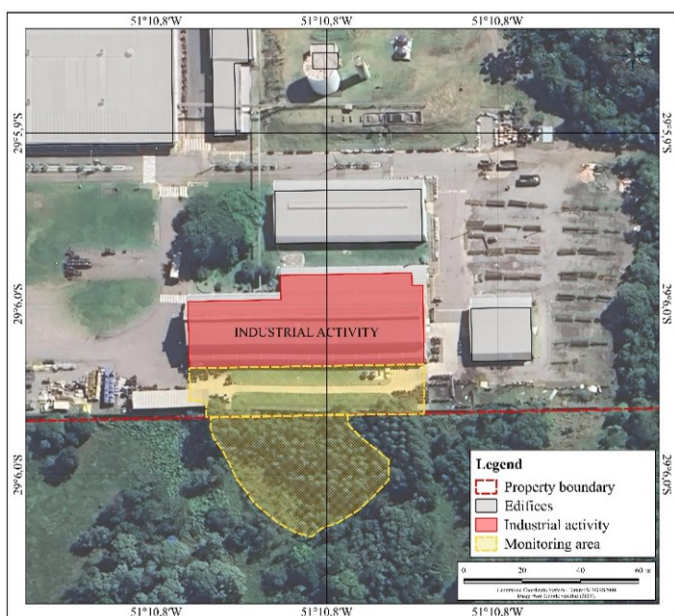 51°10,8'W 51°10,8'W 51°10,8'W
29°5,9'S 29°5,9'S
29°6,0'S 29°6,0'S
INDUSTRIAL ACTIVITY
29°6,0'S 29°6,0'S
Legend
Property boundary
Edifices
Industrial activity
Monitoring area
0 20 40 60 m
51°10,8'W 51°10,8'W 51°10,8'W